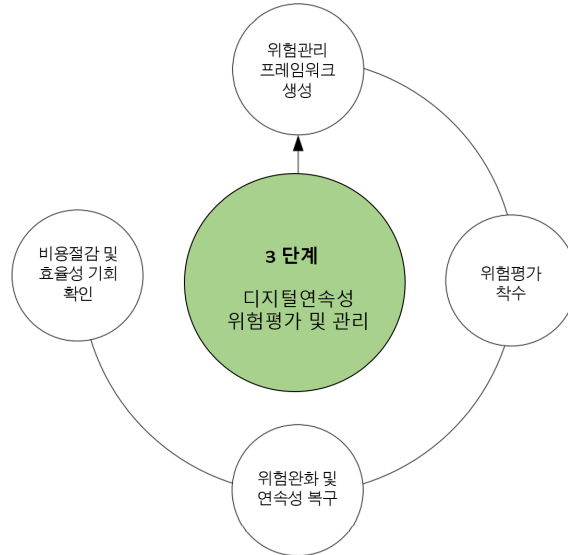 위험관리
프레임워크
생성
3 단계
디지털연속성
위험평가 및 관리
비용절감 및
효율성 기회
확인
위험평가
착수
위험완화 및
연속성 복구